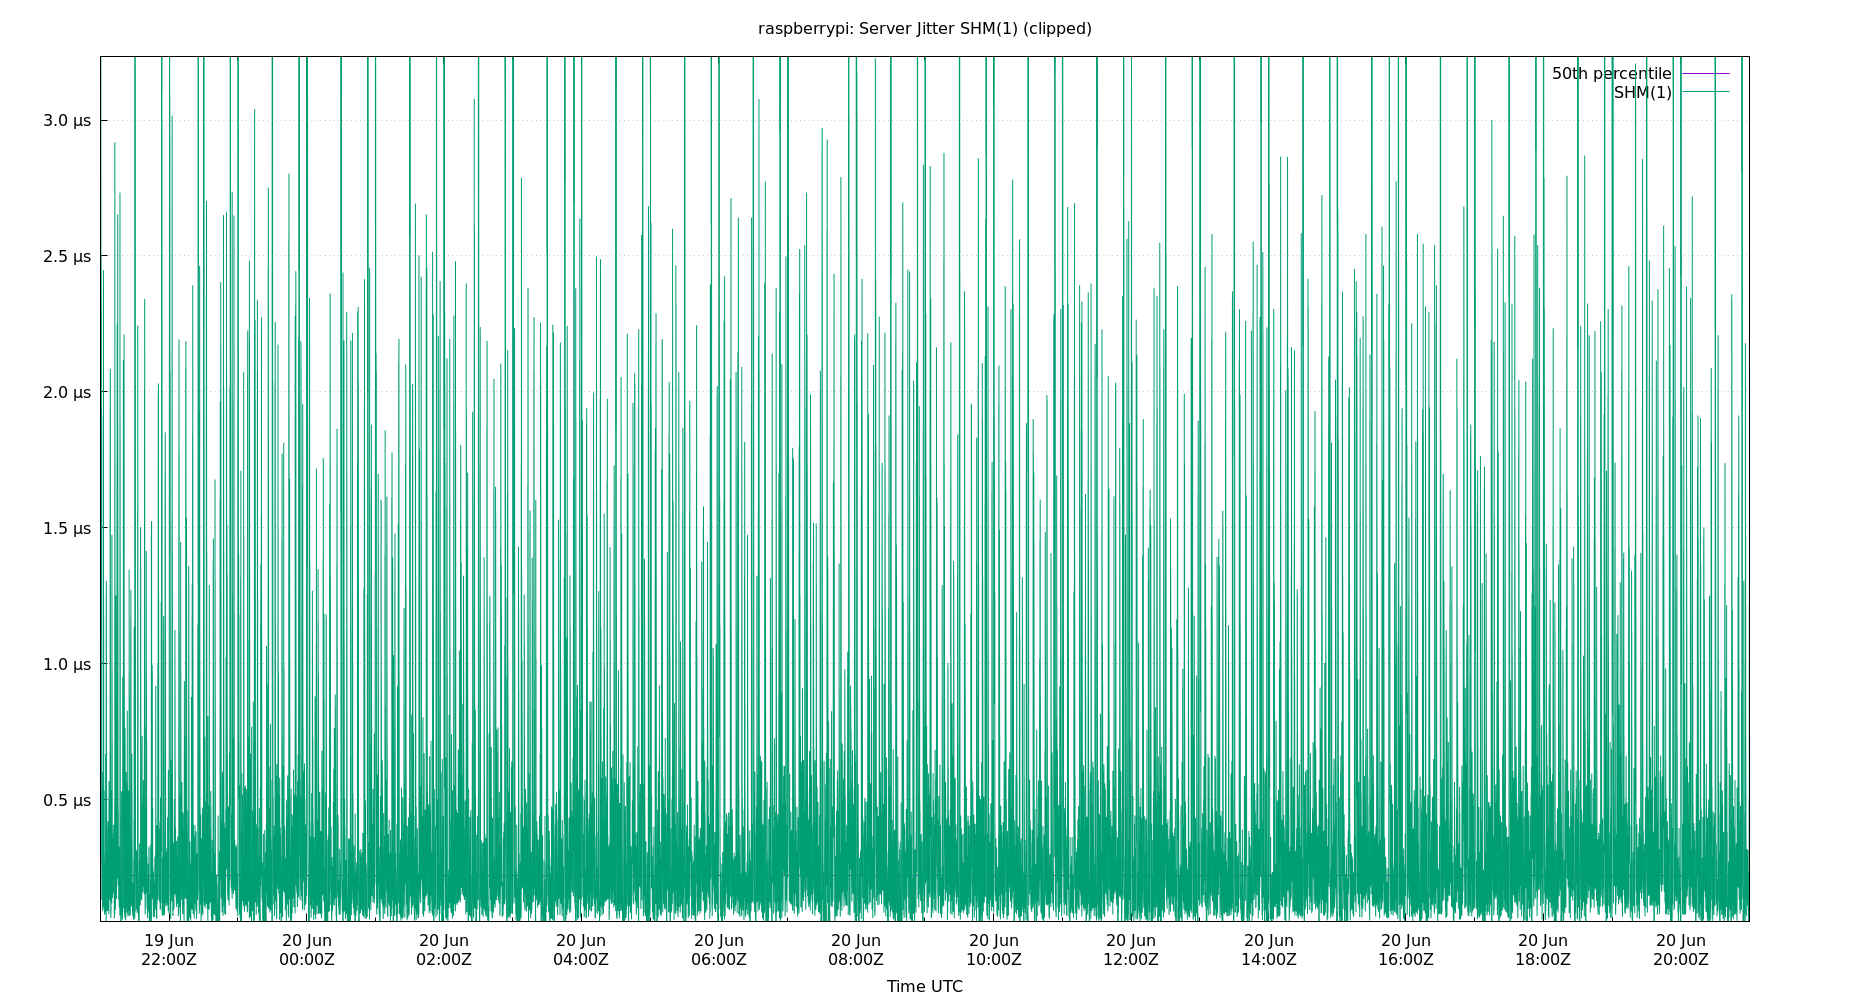 raspberrypi: Server Jitter SHM(1) (clipped)
50th percentile
SHM(1)
3.0 µs
2.5 µs
2.0 µs
1.5 µs
1.0 µs
0.5 µs
19 Jun 20 Jun 20 Jun 20 Jun 20 Jun 20 Jun 20 Jun 20 Jun 20 Jun 20 Jun 20 Jun 20 Jun
22:00Z 00:00Z 02:00Z 04:00Z 06:00Z 08:00Z 10:00Z 12:00Z 14:00Z 16:00Z 18:00Z 20:00Z
Time UTC